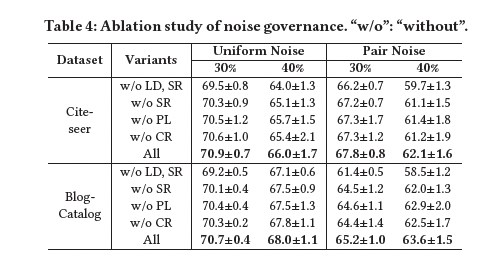 Table 4: Ablation study of noise governance. “w/o”: “without”.
Dataset Variants Uniform Noise Pair Noise
30% 40% 30% 40%
Cite-seer w/o LD, SR 69.5±0.8 64.0±1.3 66.2±0.7 59.7±1.3
w/o SR 70.3±0.9 65.1±1.3 67.2±0.7 61.1±1.5
w/o PL 70.5±1.2 65.7±1.5 67.3±1.7 61.4±1.8
w/o CR 70.6±1.0 65.4±2.1 67.3±1.2 61.2±1.9
All 70.9±0.7 66.0±1.7 67.8±0.8 62.1±1.6
Blog-Catalog w/o LD, SR 69.2±0.5 67.1±0.6 61.4±0.5 58.5±1.2
w/o SR 70.1±0.4 67.5±0.9 64.5±1.2 62.0±1.3
w/o PL 70.4±0.4 67.5±1.3 64.6±1.1 62.9±2.0
w/o CR 70.3±0.2 67.8±1.1 64.4±1.4 62.5±1.7
All 70.7±0.4 68.0±1.1 65.2±1.0 63.6±1.5